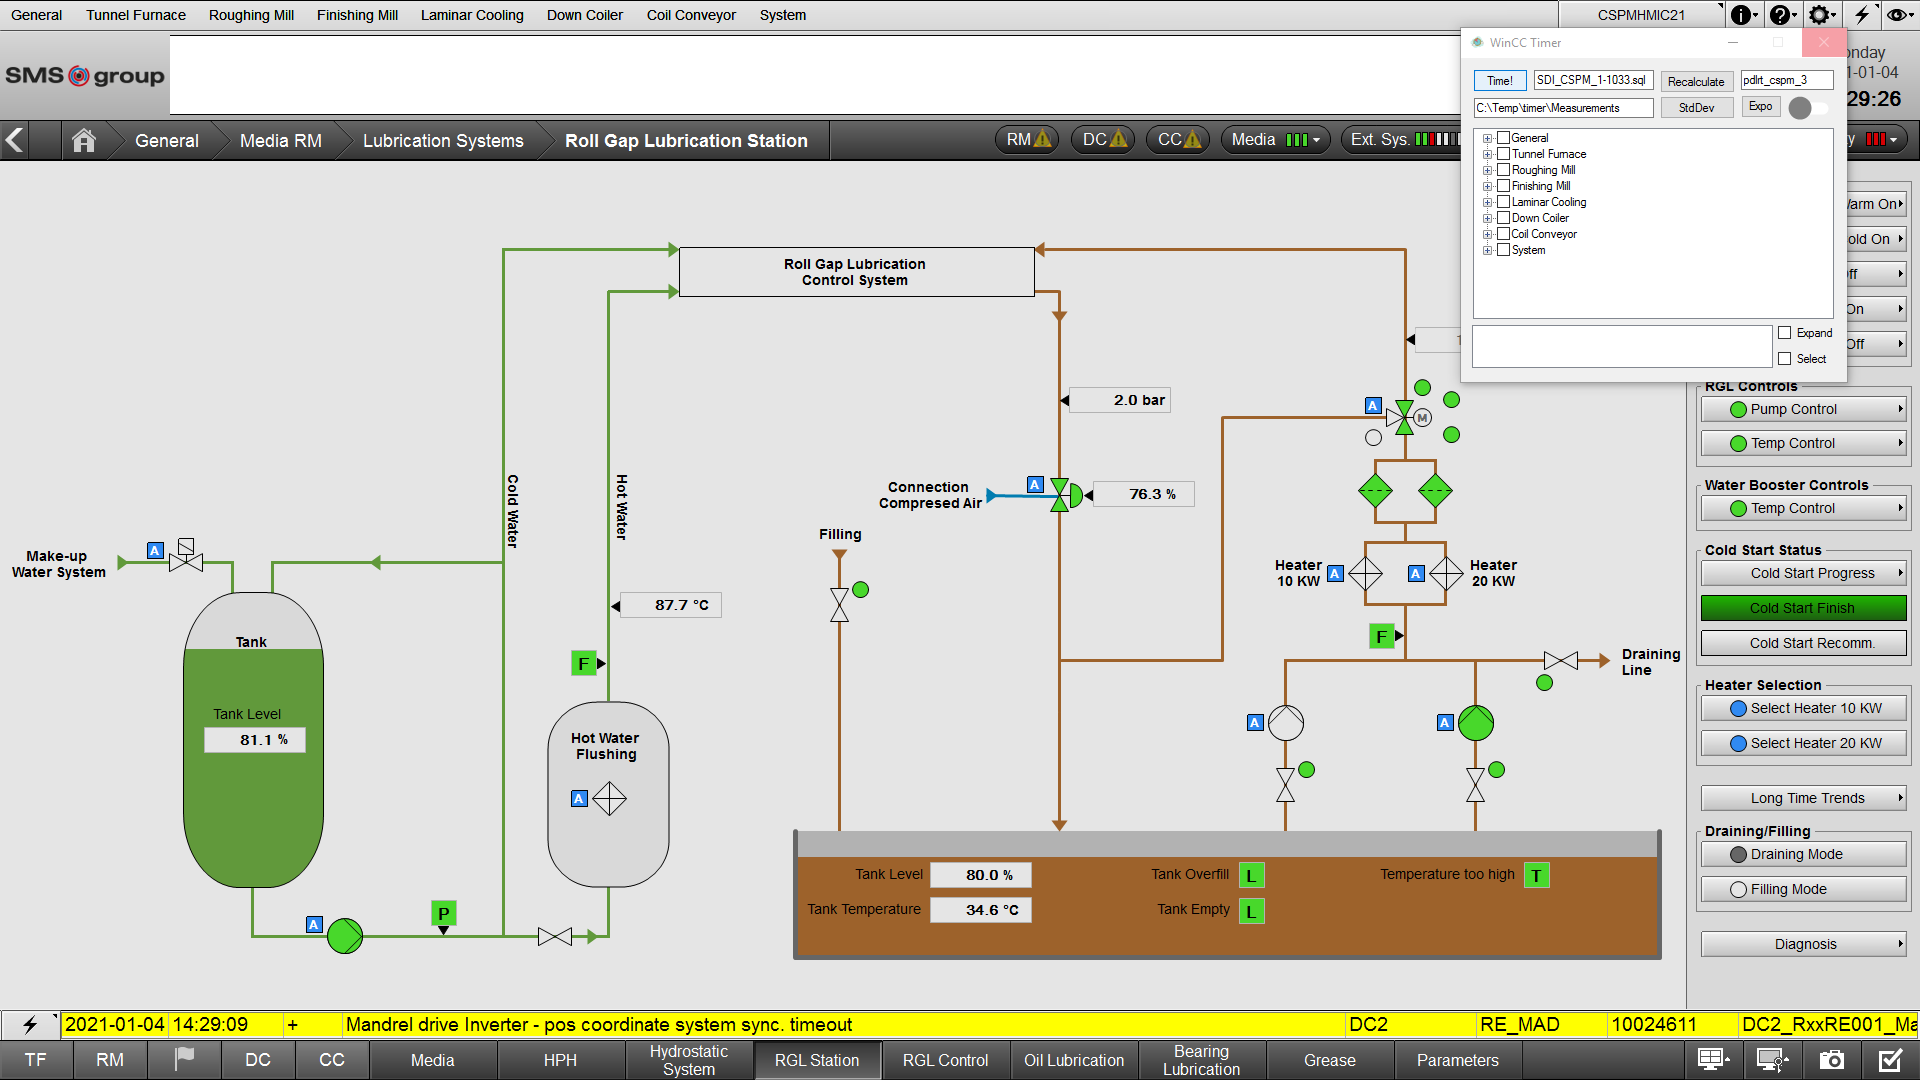 General Tunnel Furnace Roughing Mill Finishing Mill Laminar Cooling Down Coiler Coil Conveyor System CSPMHMIC21
SMS group
WinCC Timer
Time! SDI_CSPM_1-1033.sql Recalculate pdlrt_cspm_3
C:\Temp\timer\Measurements StdDev Expo
onday
-01-04
29:26
General Media RM Lubrication Systems Roll Gap Lubrication Station RM DC CC Media Ext. Sys.
General
Tunnel Furnace
Roughing Mill
Finishing Mill
Laminar Cooling
Down Coiler
Coil Conveyor
System
Expand
Select
arm On
old On
ff
On
Off
Roll Gap Lubrication
Control System
2.0 bar
A
M
RGL Controls
Pump Control
Temp Control
Cold Water
Hot Water
Connection
Compresed Air
A
76.3 %
Water Booster Controls
Temp Control
Filling
Make-up
Water System
A
Heater
10 KW
A
A
Heater
20 KW
Cold Start Status
Cold Start Progress
Cold Start Finish
Cold Start Recomm.
87.7 °C
F
F
Tank
Draining
Line
Heater Selection
Select Heater 10 KW
Select Heater 20 KW
Tank Level
81.1 %
A
A
Hot Water
Flushing
A
Long Time Trends
Draining/Filling
Draining Mode
Filling Mode
Tank Level 80.0 % Tank Overfill L Temperature too high T
Tank Temperature 34.6 °C Tank Empty L
A
P
Diagnosis
2021-01-04 14:29:09 + Mandrel drive Inverter - pos coordinate system sync. timeout DC2 RE_MAD 10024611 DC2_RxxRE001_Ma
TF RM DC CC Media HPH Hydrostatic System RGL Station RGL Control Oil Lubrication Bearing Lubrication Grease Parameters